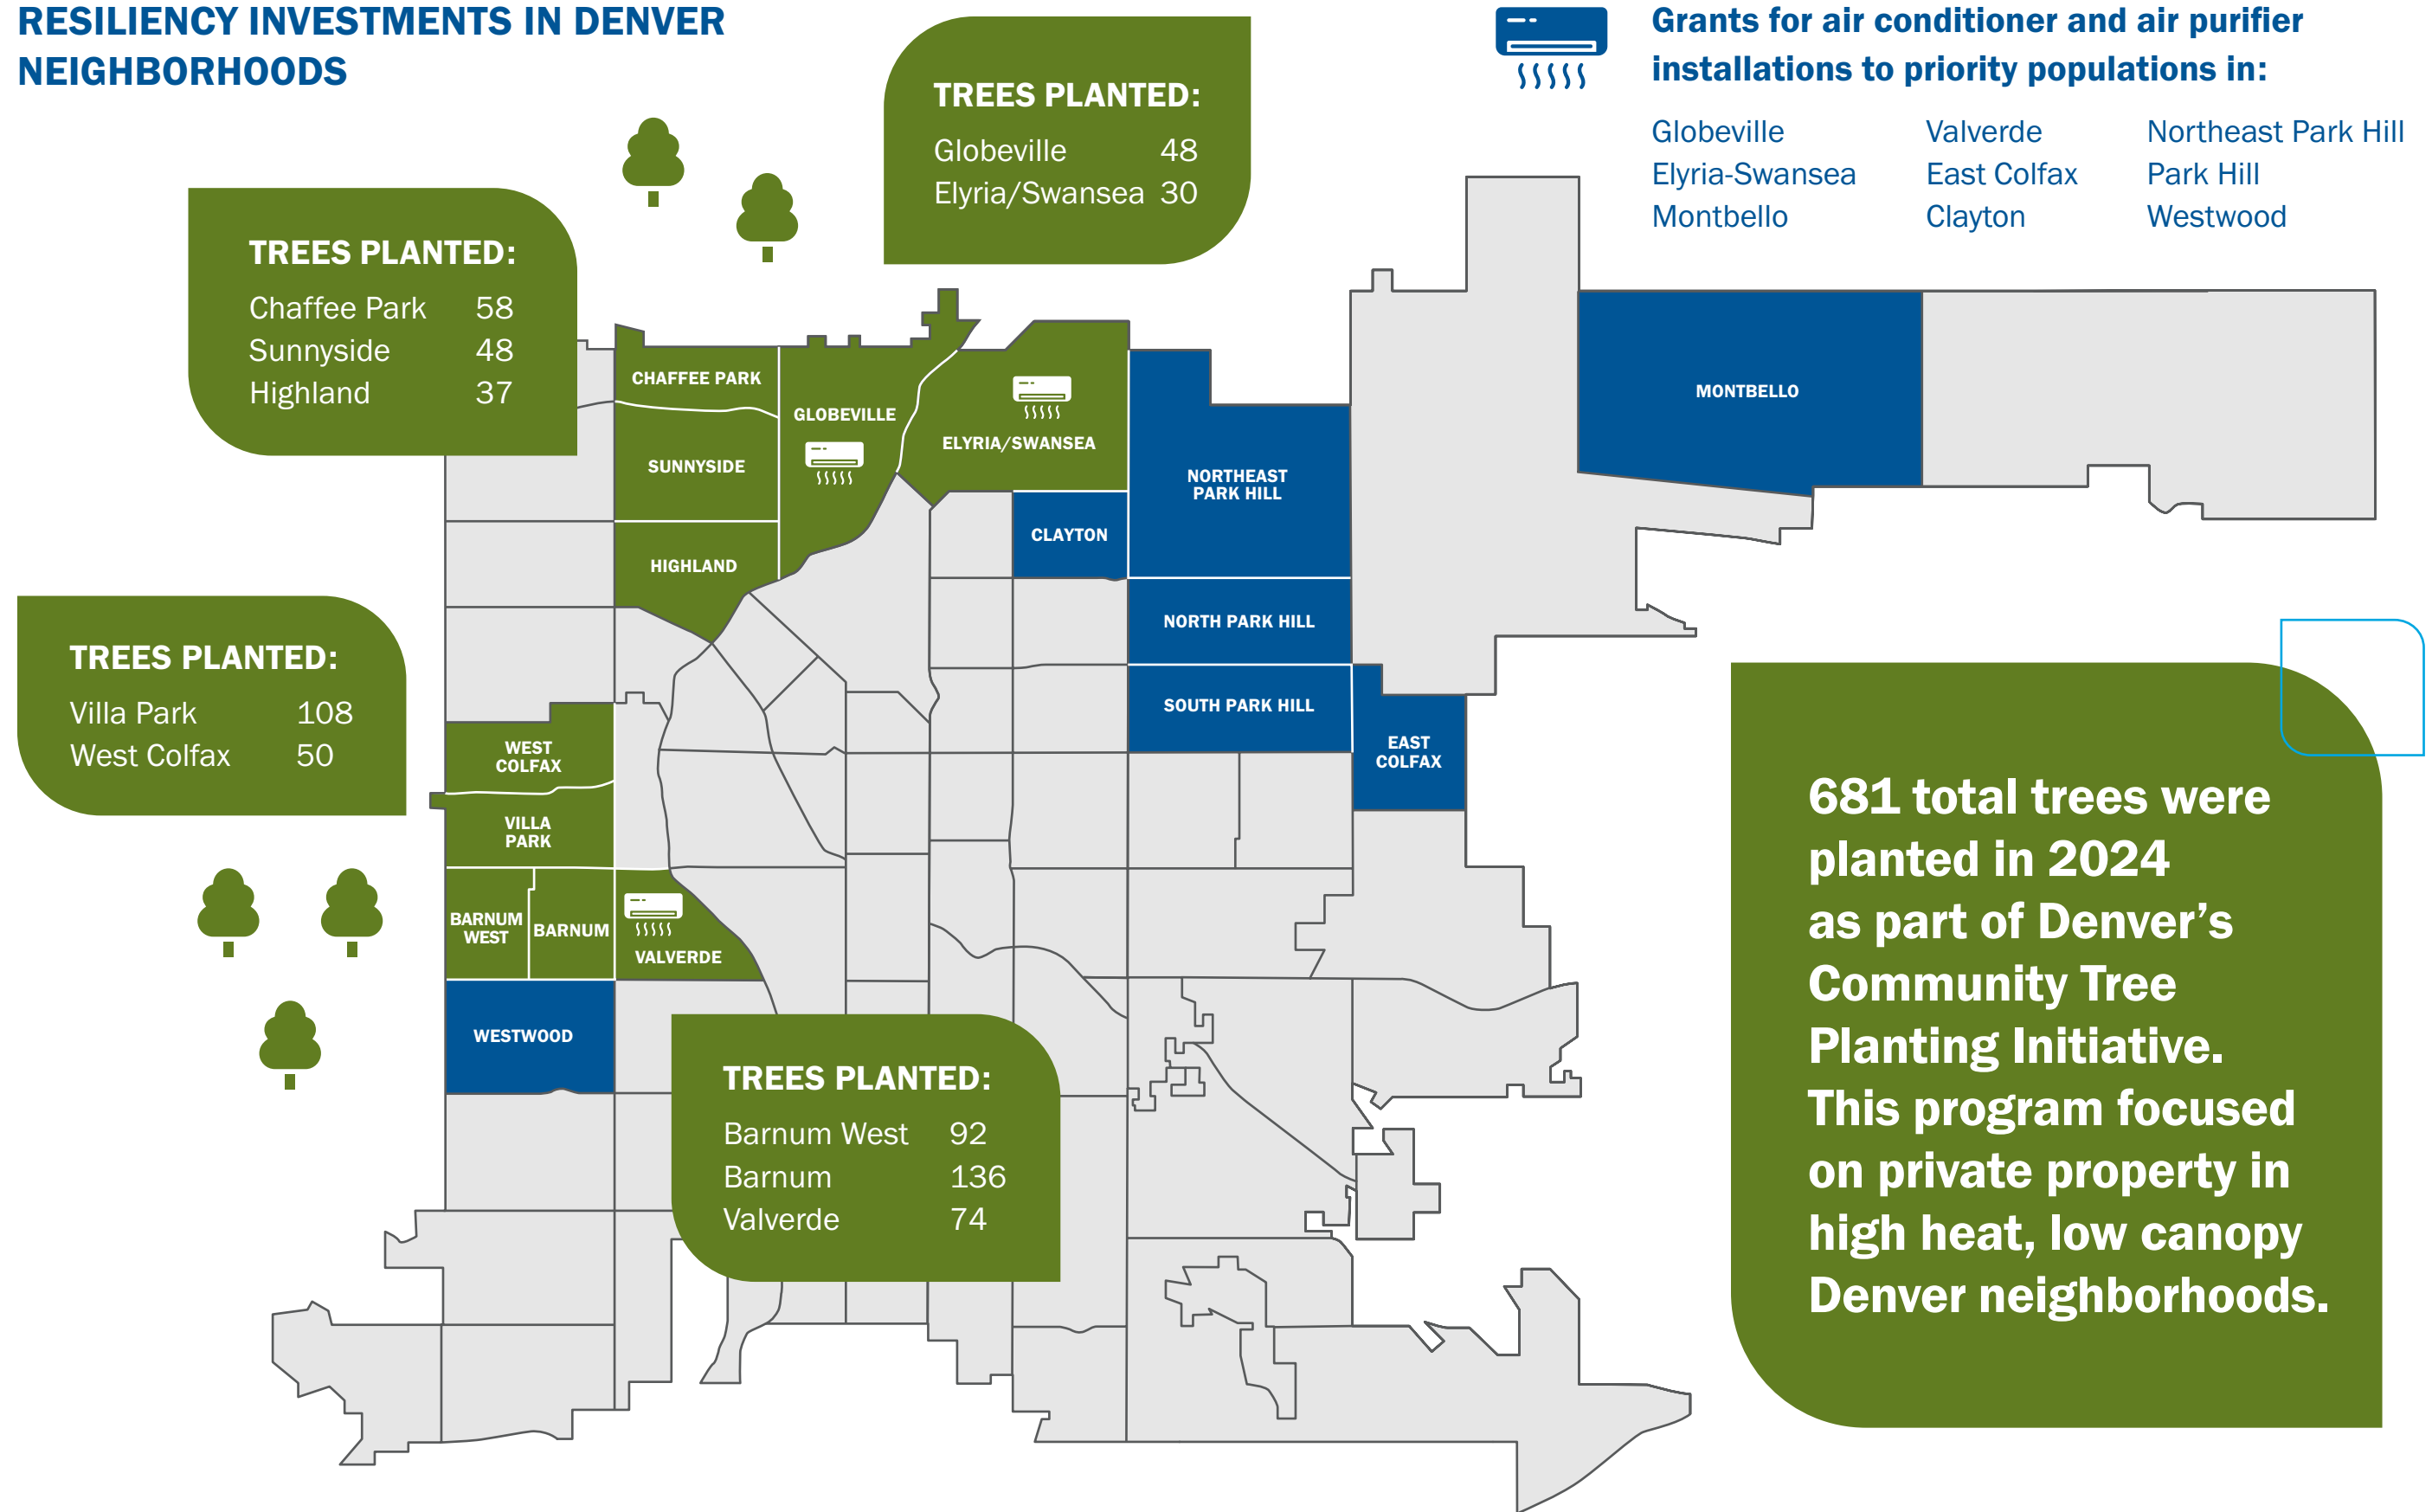 RESILIENCY INVESTMENTS IN DENVER
NEIGHBORHOODS
Grants for air conditioner and air purifier
installations to priority populations in:
Globeville Valverde Northeast Park Hill
Elyria-Swansea East Colfax Park Hill
Montbello Clayton Westwood
TREES PLANTED:
Globeville 48
Elyria/Swansea 30
TREES PLANTED:
Chaffee Park 58
Sunnyside 48
Highland 37
CHAFFEE PARK
GLOBEVILLE
SUNNYSIDE
HIGHLAND
ELYRIA/SWANSEA
CLAYTON
NORTHEAST
PARK HILL
NORTH PARK HILL
SOUTH PARK HILL
EAST
COLFAX
MONTBELLO
TREES PLANTED:
Villa Park 108
West Colfax 50
WEST
COLFAX
VILLA
PARK
BARNUM
WEST
BARNUM
VALVERDE
WESTWOOD
TREES PLANTED:
Barnum West 92
Barnum 136
Valverde 74
681 total trees were
planted in 2024
as part of Denver’s
Community Tree
Planting Initiative.
This program focused
on private property in
high heat, low canopy
Denver neighborhoods.